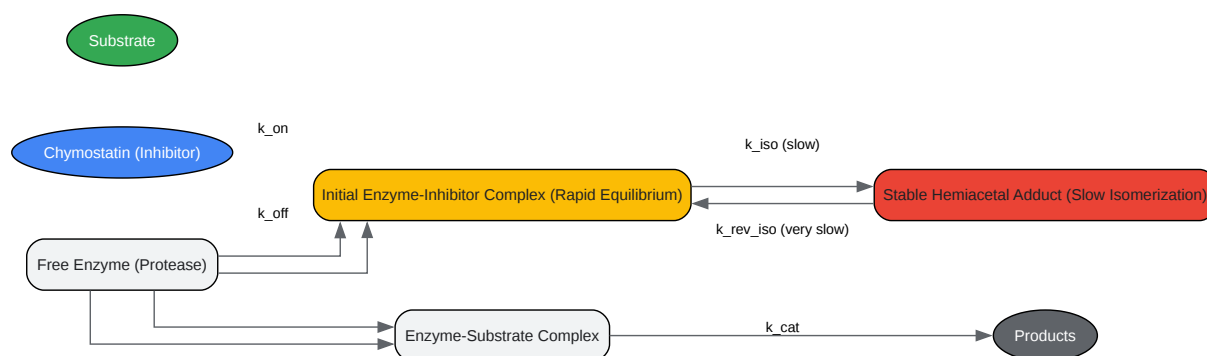 Substrate
Chymostatin (Inhibitor)
k_on
k_iso (slow)
Initial Enzyme-Inhibitor Complex (Rapid Equilibrium)
Stable Hemiacetal Adduct (Slow Isomerization)
k_off
k_rev_iso (very slow)
Free Enzyme (Protease)
Enzyme-Substrate Complex
k_cat
Products